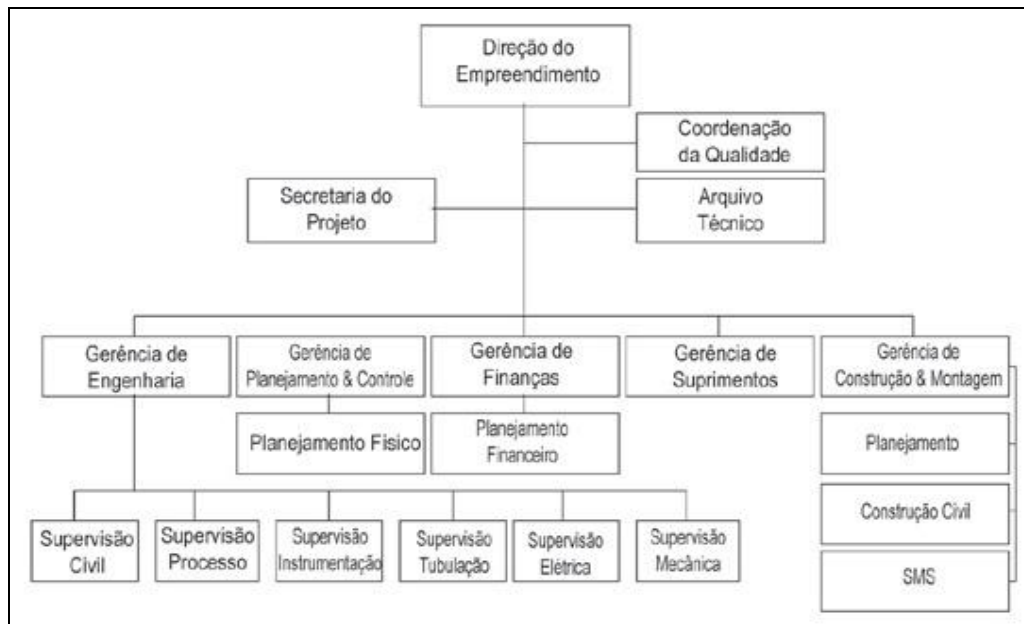 Direção do
Empreendimento
Coordenação
da Qualidade
Secretaria do
Projeto
Arquivo
Técnico
Gerência de
Engenharia
Gerência de
Planejamento & Controle
Gerência de
Finanças
Gerência de
Suprimentos
Gerência de
Construção & Montagem
Planejamento Físico
Planejamento
Financeiro
Planejamento
Construção Civil
SMS
Supervisão
Civil
Supervisão
Processo
Supervisão
Instrumentação
Supervisão
Tubulação
Supervisão
Elétrica
Supervisão
Mecânica